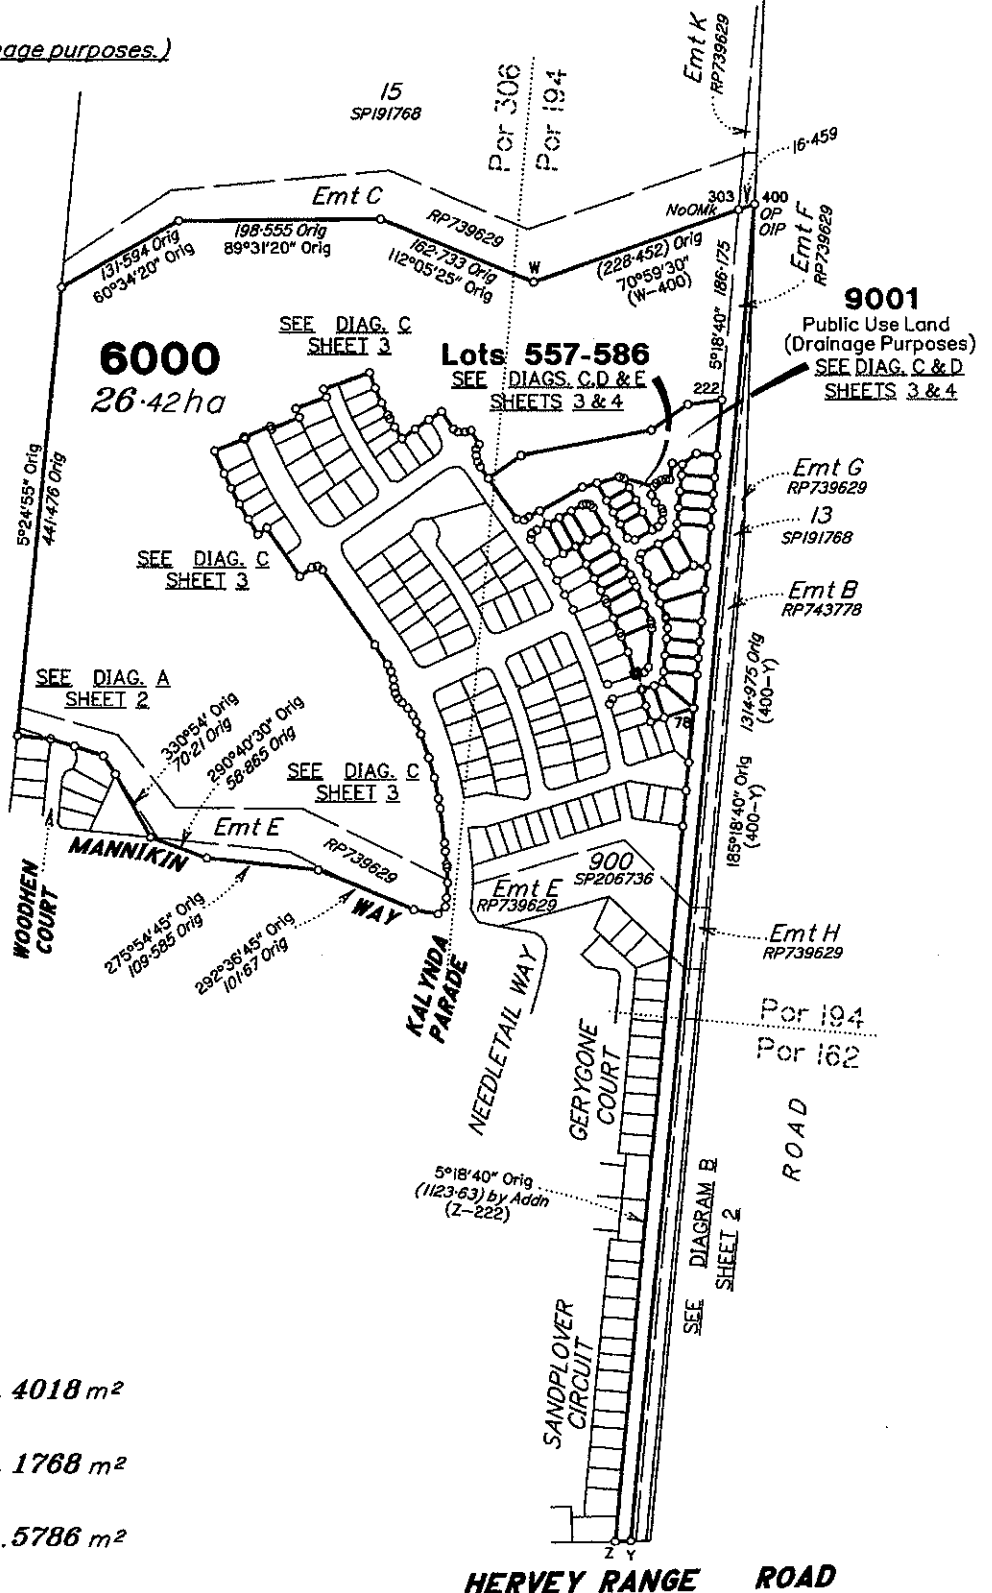 eage purposes.)
15
SP191768
Por 306
Por 194
Emt K
RP739629
16·459
Emt C
RP739629
303
NoOMk
400
OP
OIP
Emt F
RP739629
131·594 Orig
60°34'20" Orig
198·555 Orig
89°31'20" Orig
162·733 Orig
112°05'25" Orig
W
(228·452) Orig
70°59'30"
(W-400)
5°18'40" 186·175
9001
Public Use Land
(Drainage Purposes)
SEE DIAG. C & D
SHEETS 3 & 4
SEE DIAG. C
SHEET 3
6000
26·42 ha
Lots 557-586
SEE DIAGS. C,D & E
SHEETS 3 & 4
222
5°24'55" Orig
441·476 Orig
Emt G
RP739629
13
SP191768
SEE DIAG. C
SHEET 3
Emt B
RP743778
1314·975 Orig
(400-Y)
SEE DIAG. A
SHEET 2
330°54' Orig
70·21 Orig
290°40'30" Orig
58·865 Orig
78
SEE DIAG. C
SHEET 3
185°18'40" Orig
(400-Y)
Emt E
RP739629
MANNIKIN
WAY
WOODHEN
COURT
900
SP206736
Emt E
RP739629
275°54'45" Orig
109·585 Orig
292°36'45" Orig
101·67 Orig
Emt H
RP739629
KALYNDA
PARADE
NEEDLETAIL WAY
GERYGONE
COURT
Por 194
Por 162
ROAD
5°18'40" Orig
(1123·63) by Addn
(Z-222)
SEE DIAGRAM B
SHEET 2
SANDPLOVER
CIRCUIT
4018 m²
1768 m²
.5786 m²
Z
Y
HERVEY RANGE ROAD